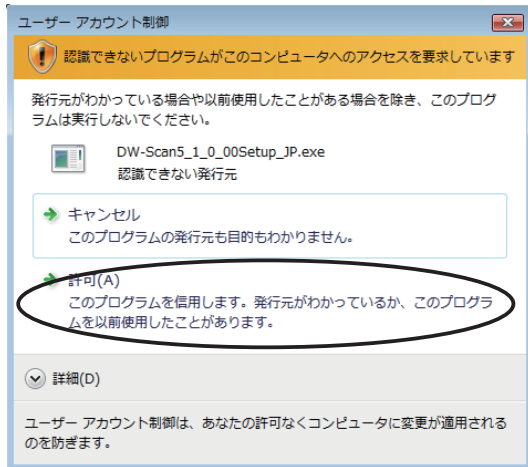 ユーザー アカウント制御
認識できないプログラムがこのコンピュータへのアクセスを要求しています
発行元がわかっている場合や以前使用したことがある場合を除き、このプログ
ラムは実行しないでください。
DW-Scan5_1_0_00Setup_JP.exe
認識できない発行元
キャンセル
このプログラムの発行元も目的もわかりません。
許可(A)
このプログラムを信用します。発行元がわかっているか、このプログラ
ムを以前使用したことがあります。
詳細(D)
ユーザー アカウント制御は、あなたの許可なくコンピュータに変更が適用される
のを防ぎます。